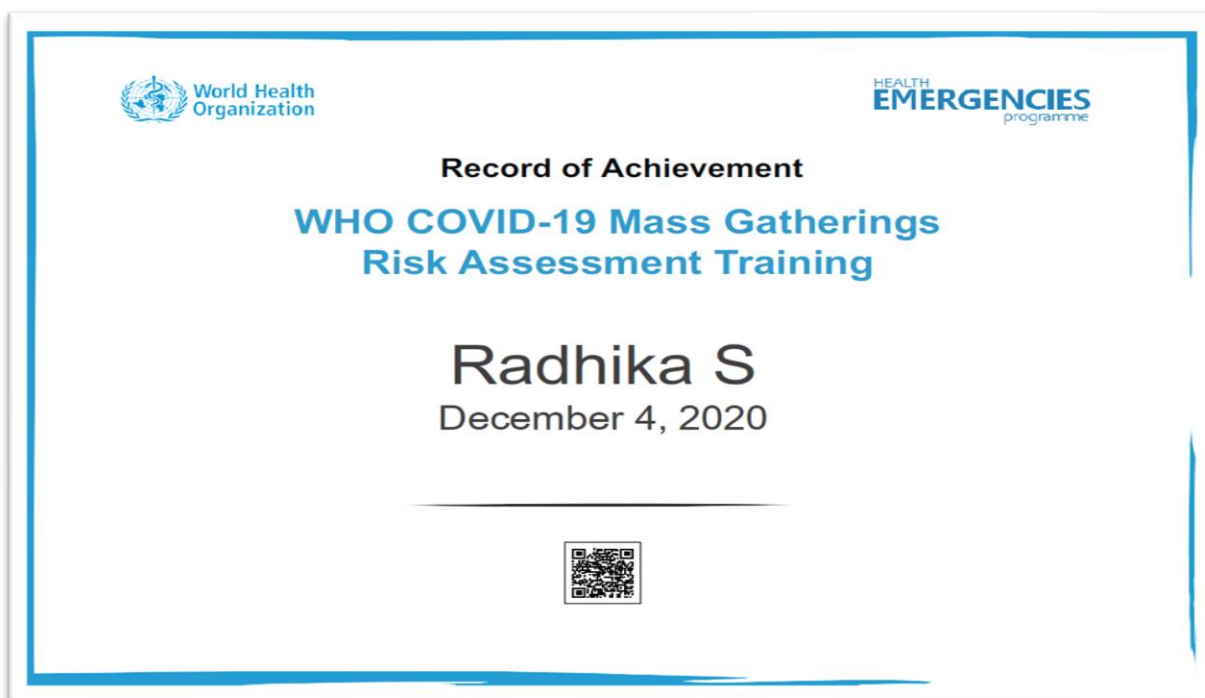 World Health
Organization
HEALTH
EMERGENCIES
programme
Record of Achievement
WHO COVID-19 Mass Gatherings
Risk Assessment Training
Radhika S
December 4, 2020